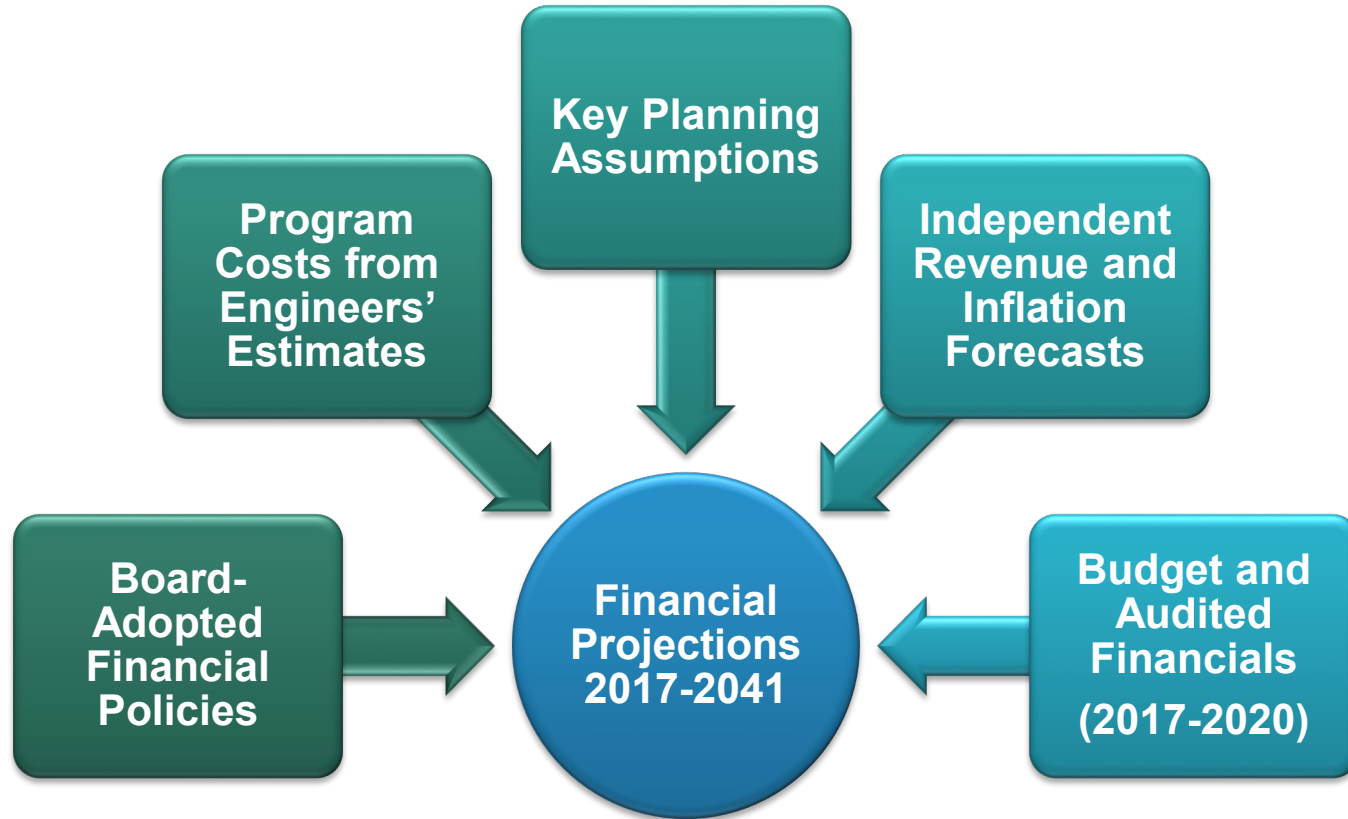 Key Planning
Assumptions
Program
Costs from
Engineers’
Estimates
Independent
Revenue and
Inflation
Forecasts
Board-
Adopted
Financial
Policies
Financial
Projections
2017-2041
Budget and
Audited
Financials
(2017-2020)